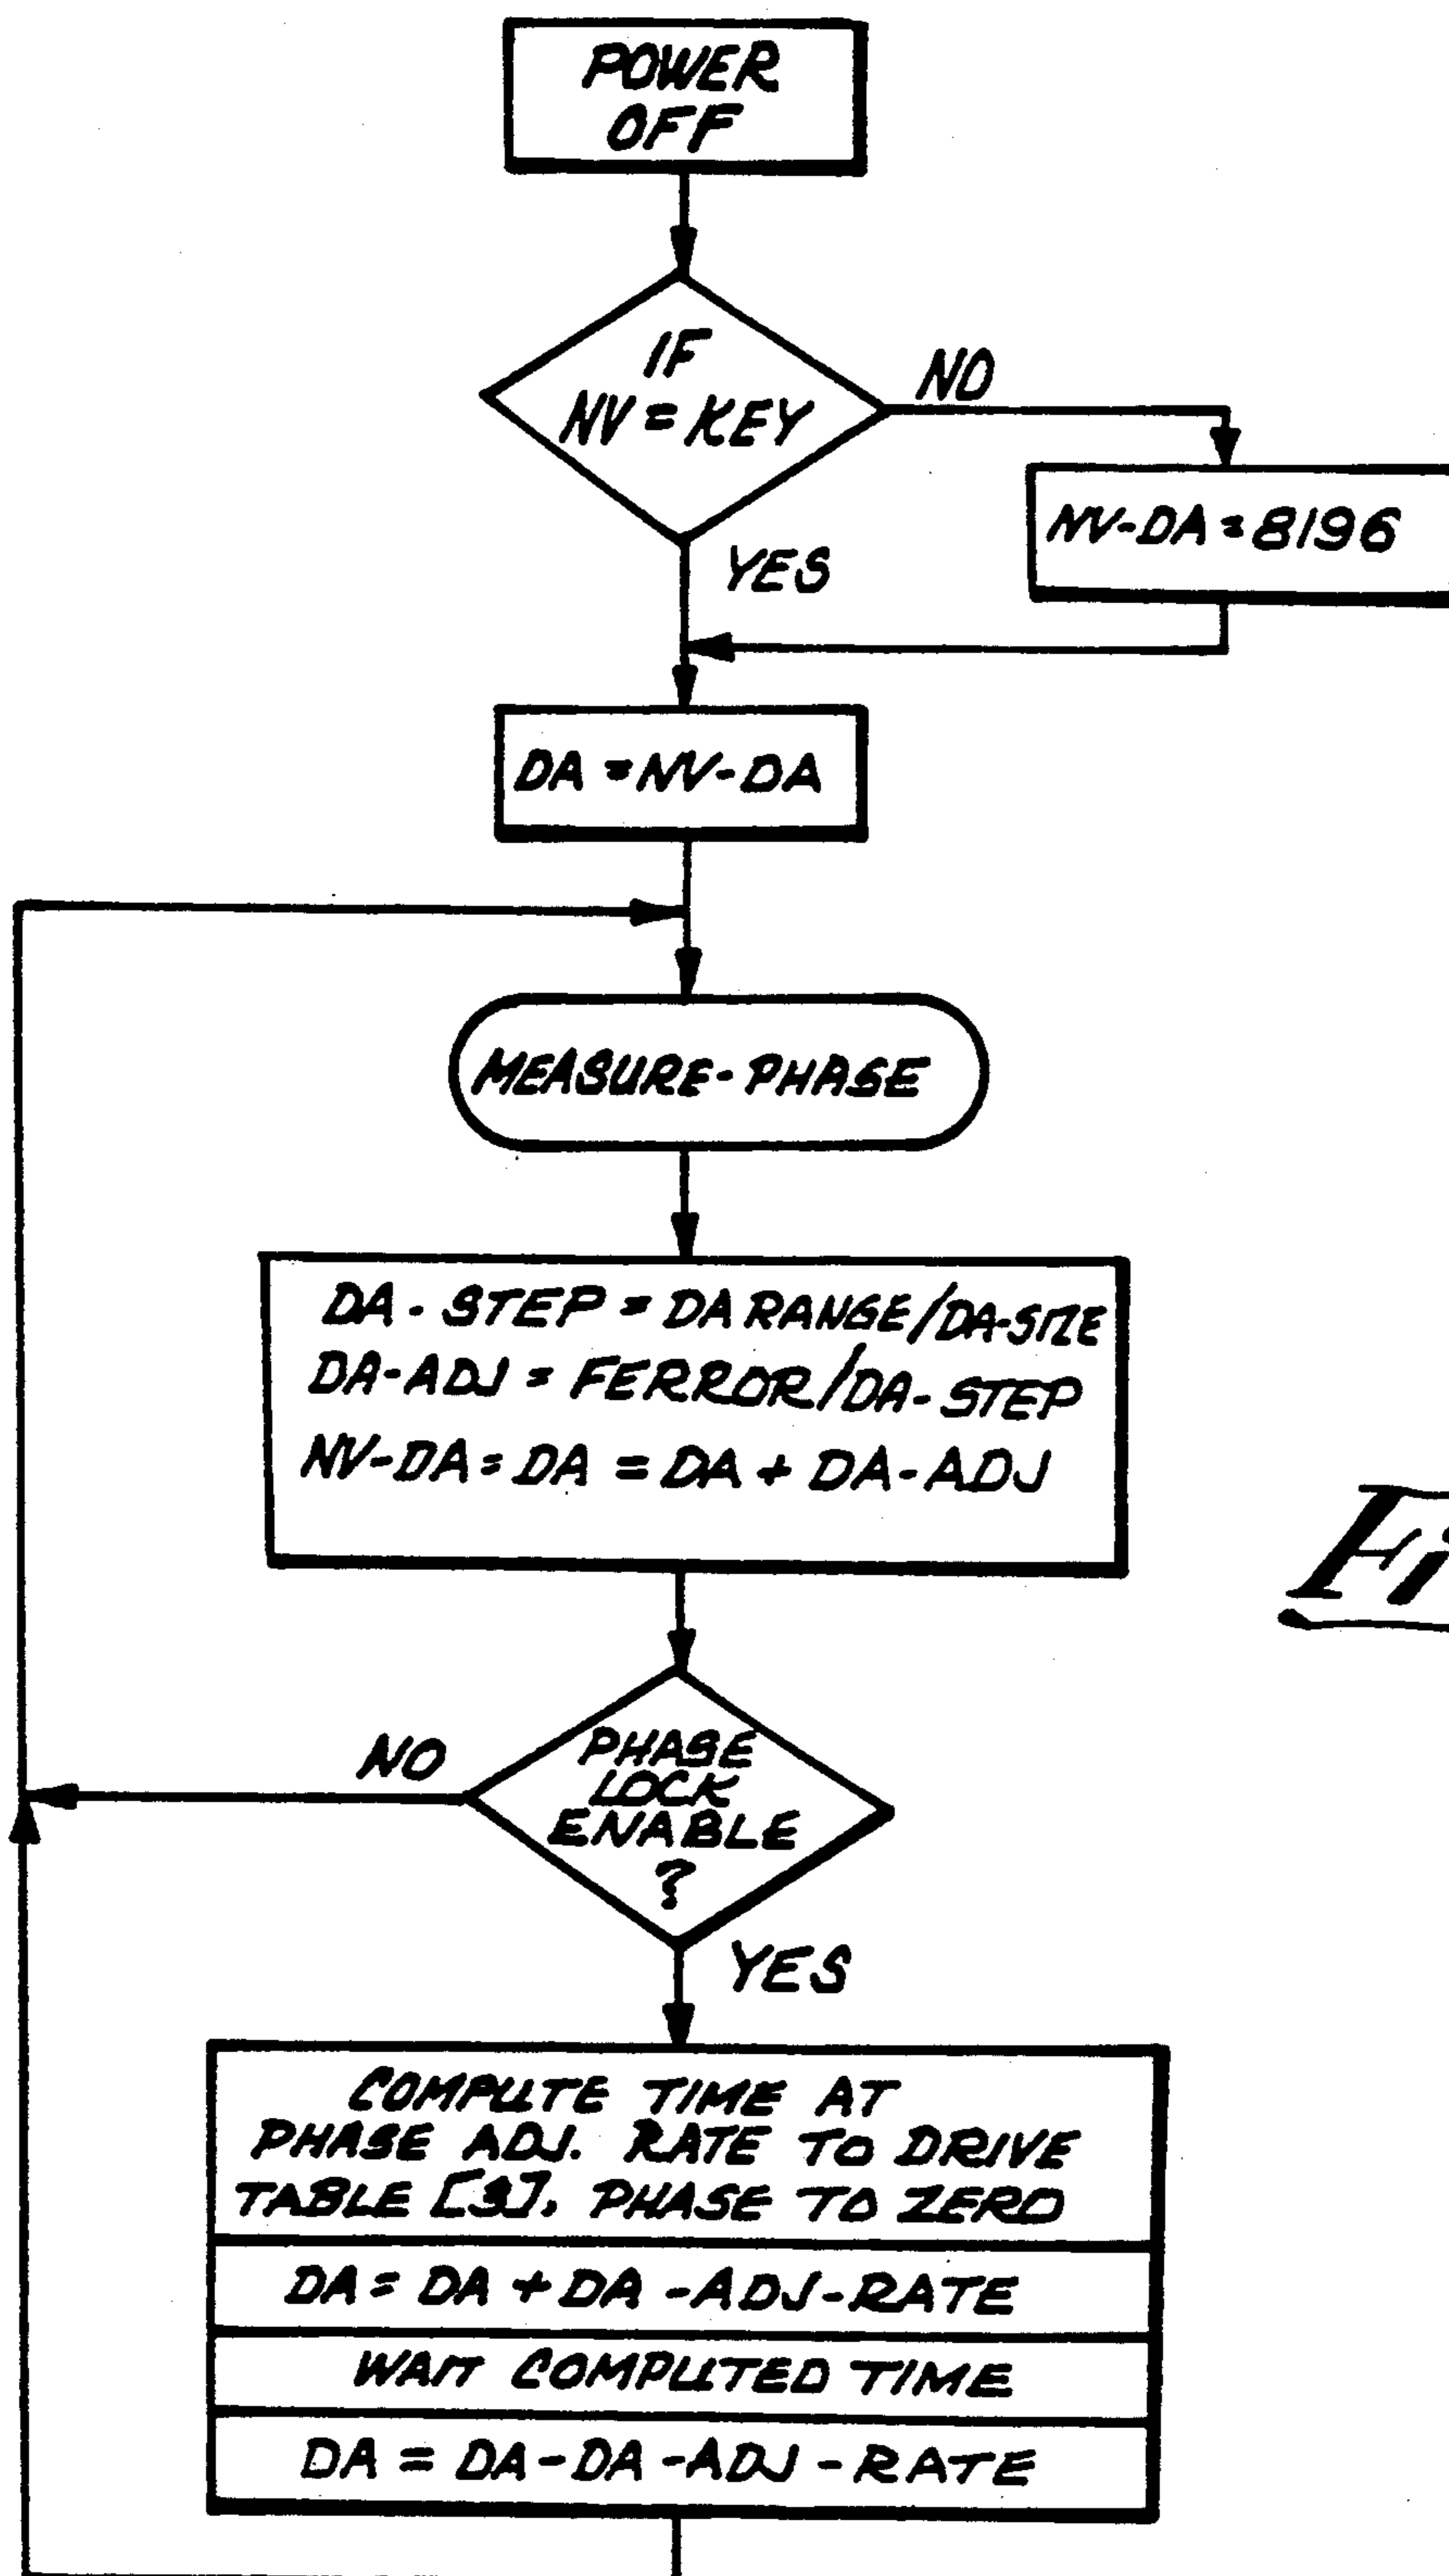 POWER
OFF
IF
NV = KEY
NO
NV-DA = 8196
YES
DA = NV-DA
MEASURE-PHASE
DA-STEP = DA RANGE/DA-SIZE
DA-ADJ = FERROR/DA-STEP
NV-DA = DA = DA + DA-ADJ
Fi
NO
PHASE
LOCK
ENABLE
?
YES
COMPUTE TIME AT
PHASE ADJ. RATE TO DRIVE
TABLE [3]. PHASE TO ZERO
DA = DA + DA-ADJ-RATE
WAIT COMPUTED TIME
DA = DA-DA-ADJ-RATE